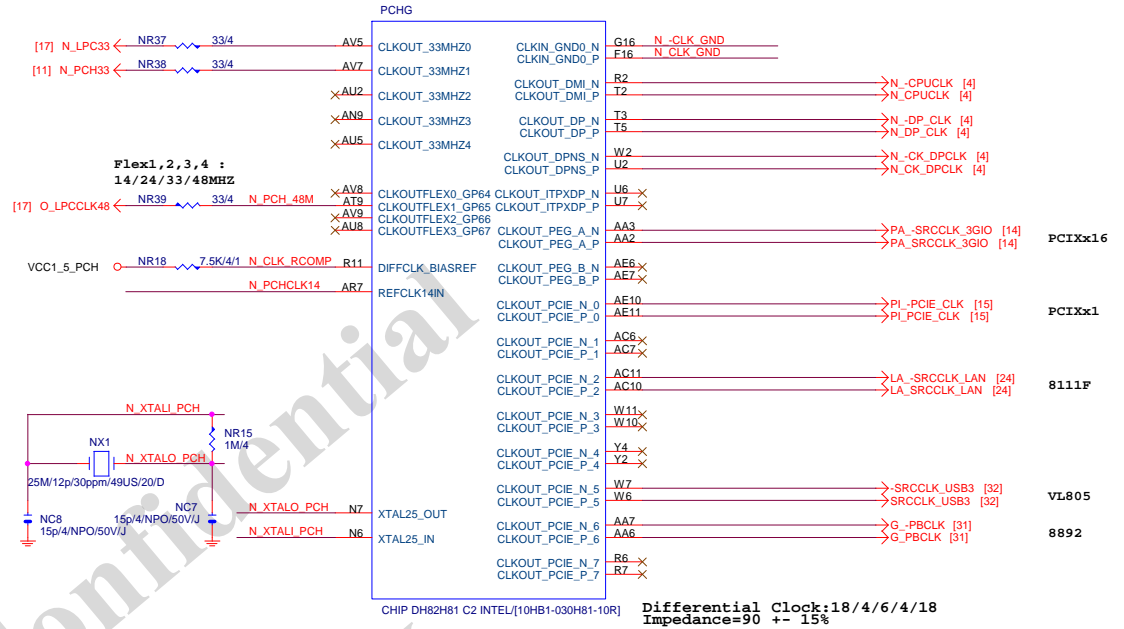 PCHG
[17] N_LPC33 NR37 33/4 AV5 CLKOUT_33MHZ0
[11] N_PCH33 NR38 33/4 AV7 CLKOUT_33MHZ1
AU2 CLKOUT_33MHZ2
AN9 CLKOUT_33MHZ3
AU5 CLKOUT_33MHZ4
Flex1,2,3,4 :
14/24/33/48MHZ
AV8 CLKOUTFLEX0_GP64
[17] O_LPCCLK48 NR39 33/4 N_PCH_48M AT9 CLKOUTFLEX1_GP65
AV9 CLKOUTFLEX2_GP66
AU8 CLKOUTFLEX3_GP67
VCC1_5_PCH NR18 7.5K/4/1 N_CLK_RCOMP R11 DIFFCLK_BIASREF
N_PCHCLK14 AR7 REFCLK14IN
N_XTALI_PCH
NR15
1M/4
NX1
N_XTALO_PCH
25M/12p/30ppm/49US/20/D
NC8
15p/4/NPO/50V/J
NC7
15p/4/NPO/50V/J
N_XTALO_PCH N7 XTAL25_OUT
N_XTALI_PCH N6 XTAL25_IN
CLKIN_GND0_N G16 N_-CLK_GND
CLKIN_GND0_P F16 N_CLK_GND
CLKOUT_DMI_N R2 N_-CPUCLK [4]
CLKOUT_DMI_P T2 N_CPUCLK [4]
CLKOUT_DP_N T3 N_-DP_CLK [4]
CLKOUT_DP_P T5 N_DP_CLK [4]
CLKOUT_DPNS_N W2 N_-CK_DPCLK [4]
CLKOUT_DPNS_P U2 N_CK_DPCLK [4]
CLKOUT_ITPXDP_N U6
CLKOUT_ITPXDP_P U7
CLKOUT_PEG_A_N AA3 PA_-SRCCLK_3GIO [14]
CLKOUT_PEG_A_P AA2 PA_SRCCLK_3GIO [14]
PCIXx16
CLKOUT_PEG_B_N AE6
CLKOUT_PEG_B_P AE7
CLKOUT_PCIE_N_0 AE10 PI_-PCIE_CLK [15]
CLKOUT_PCIE_P_0 AE11 PI_PCIE_CLK [15]
PCIXx1
CLKOUT_PCIE_N_1 AC6
CLKOUT_PCIE_P_1 AC7
CLKOUT_PCIE_N_2 AC11 LA_-SRCCLK_LAN [24]
CLKOUT_PCIE_P_2 AC10 LA_SRCCLK_LAN [24]
8111F
CLKOUT_PCIE_N_3 W11
CLKOUT_PCIE_P_3 W10
CLKOUT_PCIE_N_4 Y4
CLKOUT_PCIE_P_4 Y2
CLKOUT_PCIE_N_5 W7 -SRCCLK_USB3 [32]
CLKOUT_PCIE_P_5 W6 SRCCLK_USB3 [32]
VL805
CLKOUT_PCIE_N_6 AA7 G_-PBCLK [31]
CLKOUT_PCIE_P_6 AA6 G_PBCLK [31]
8892
CLKOUT_PCIE_N_7 R6
CLKOUT_PCIE_P_7 R7
CHIP DH82H81 C2 INTEL/[10HB1-030H81-10R]
Differential Clock:18/4/6/4/18
Impedance=90 +- 15%
onfidential